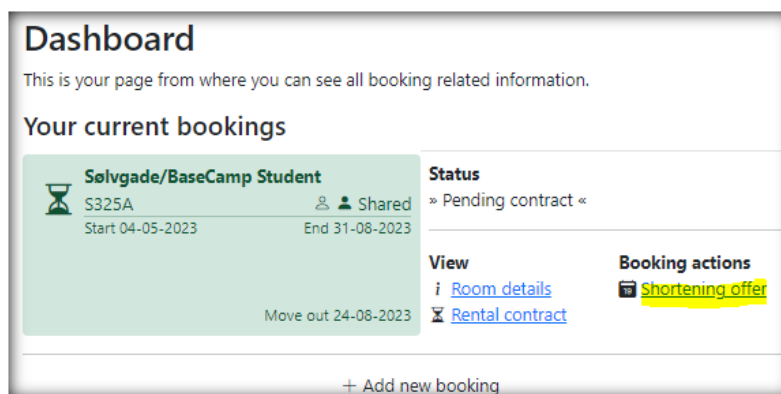 Dashboard
This is your page from where you can see all booking related information.
Your current bookings
Sølvgade/BaseCamp Student
S325A Shared
Start 04-05-2023 End 31-08-2023
Move out 24-08-2023
Status
» Pending contract «
View
i Room details
Rental contract
Booking actions
Shortening offer
+ Add new booking